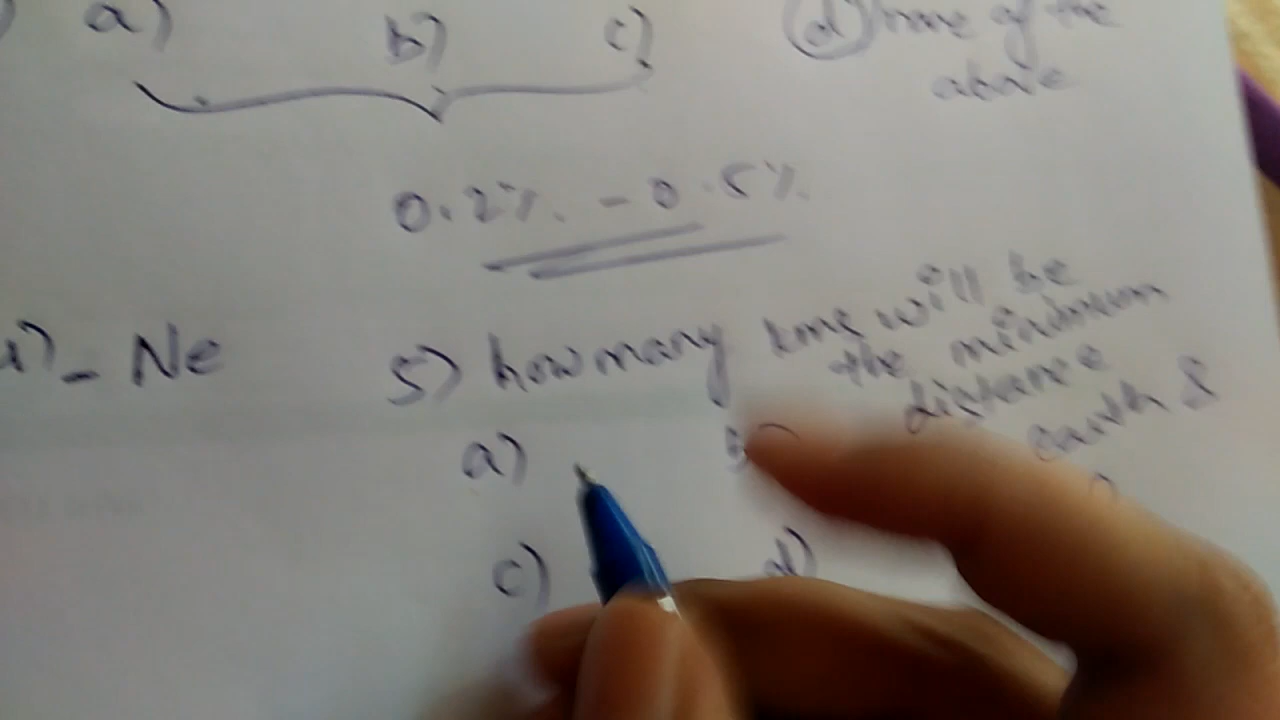 a) b) c) d) none of the
above
0.2% - 0.5%
- Ne
5) how many time will be
the minimum
distance
earth &
a)
c) d)